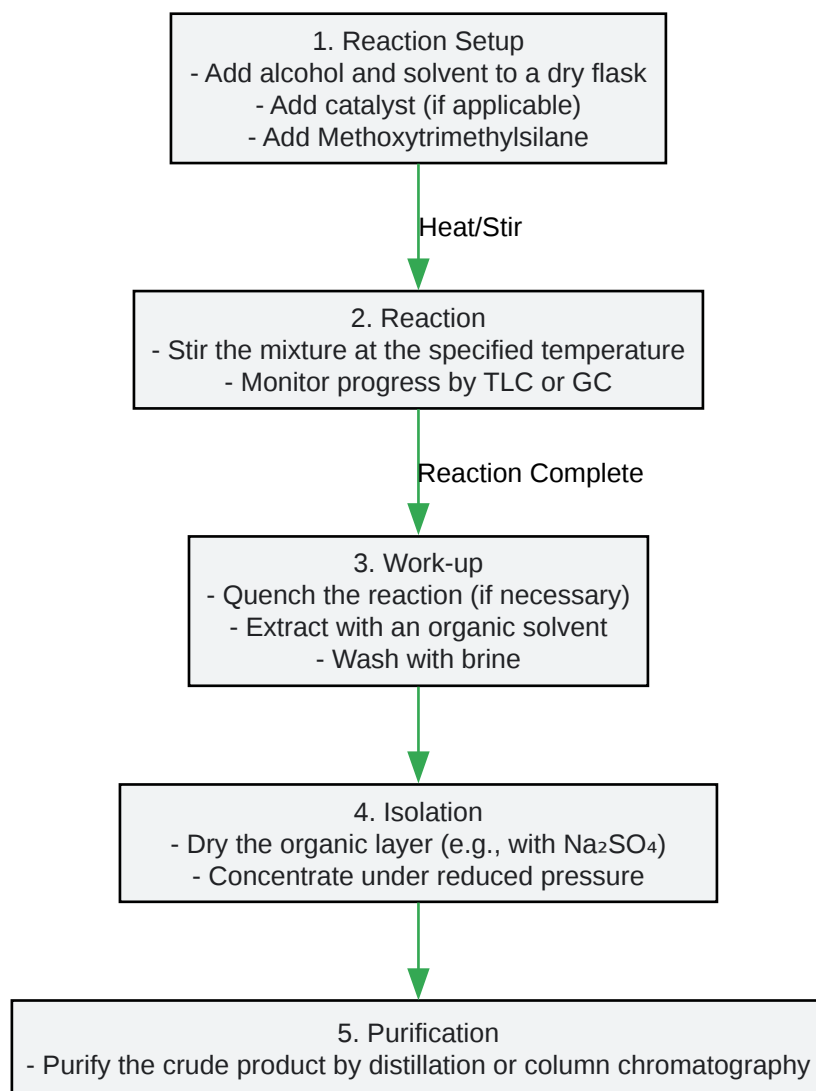 1. Reaction Setup
- Add alcohol and solvent to a dry flask
- Add catalyst (if applicable)
- Add Methoxytrimethylsilane
Heat/Stir
2. Reaction
- Stir the mixture at the specified temperature
- Monitor progress by TLC or GC
Reaction Complete
3. Work-up
- Quench the reaction (if necessary)
- Extract with an organic solvent
- Wash with brine
4. Isolation
- Dry the organic layer (e.g., with Na₂SO₄)
- Concentrate under reduced pressure
5. Purification
- Purify the crude product by distillation or column chromatography